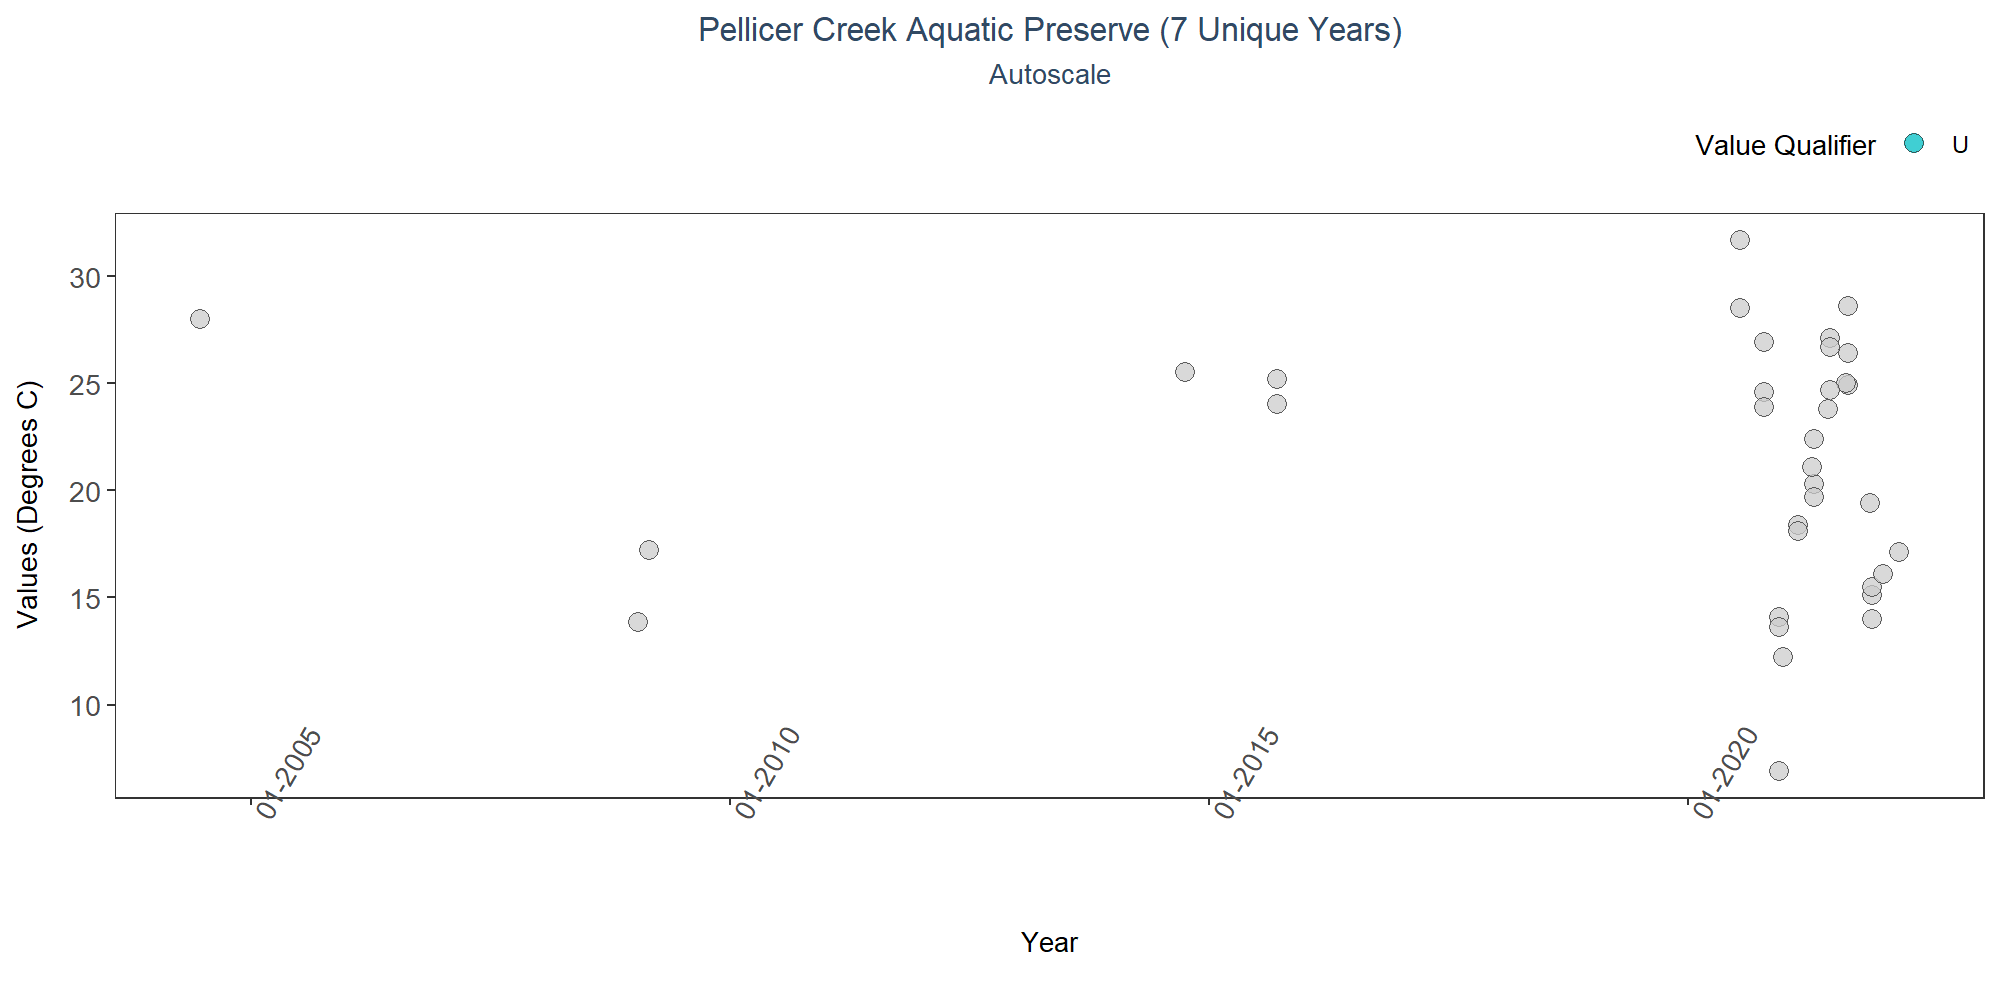 Pellicer Creek Aquatic Preserve (7 Unique Years)
Autoscale
Value Qualifier U
30
25
20
15
10
Values (Degrees C)
01-2005
01-2010
01-2015
01-2020
Year